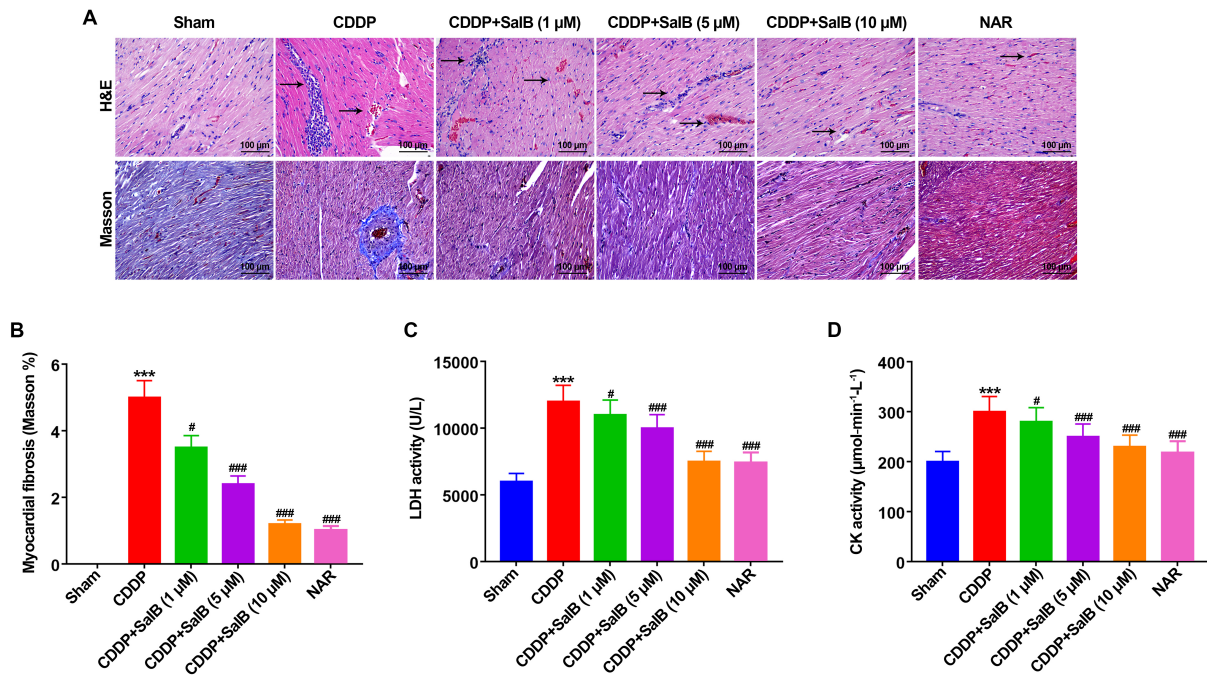 A
Sham
CDDP
CDDP+SalB (1 µM)
CDDP+SalB (5 µM)
CDDP+SalB (10 µM)
NAR
H&E
100 µm
100 µm
100 µm
100 µm
100 µm
100 µm
Masson
100 µm
100 µm
100 µm
100 µm
100 µm
100 µm
B
Myocardial fibrosis (Masson %)
6
4
2
0
***
#
###
###
###
Sham
CDDP
CDDP+SalB (1 µM)
CDDP+SalB (5 µM)
CDDP+SalB (10 µM)
NAR
C
LDH activity (U/L)
15000
10000
5000
0
***
#
###
###
###
Sham
CDDP
CDDP+SalB (1 µM)
CDDP+SalB (5 µM)
CDDP+SalB (10 µM)
NAR
D
CK activity (µmol-min⁻¹-L⁻¹)
400
300
200
100
0
***
#
###
###
###
Sham
CDDP
CDDP+SalB (1 µM)
CDDP+SalB (5 µM)
CDDP+SalB (10 µM)
NAR